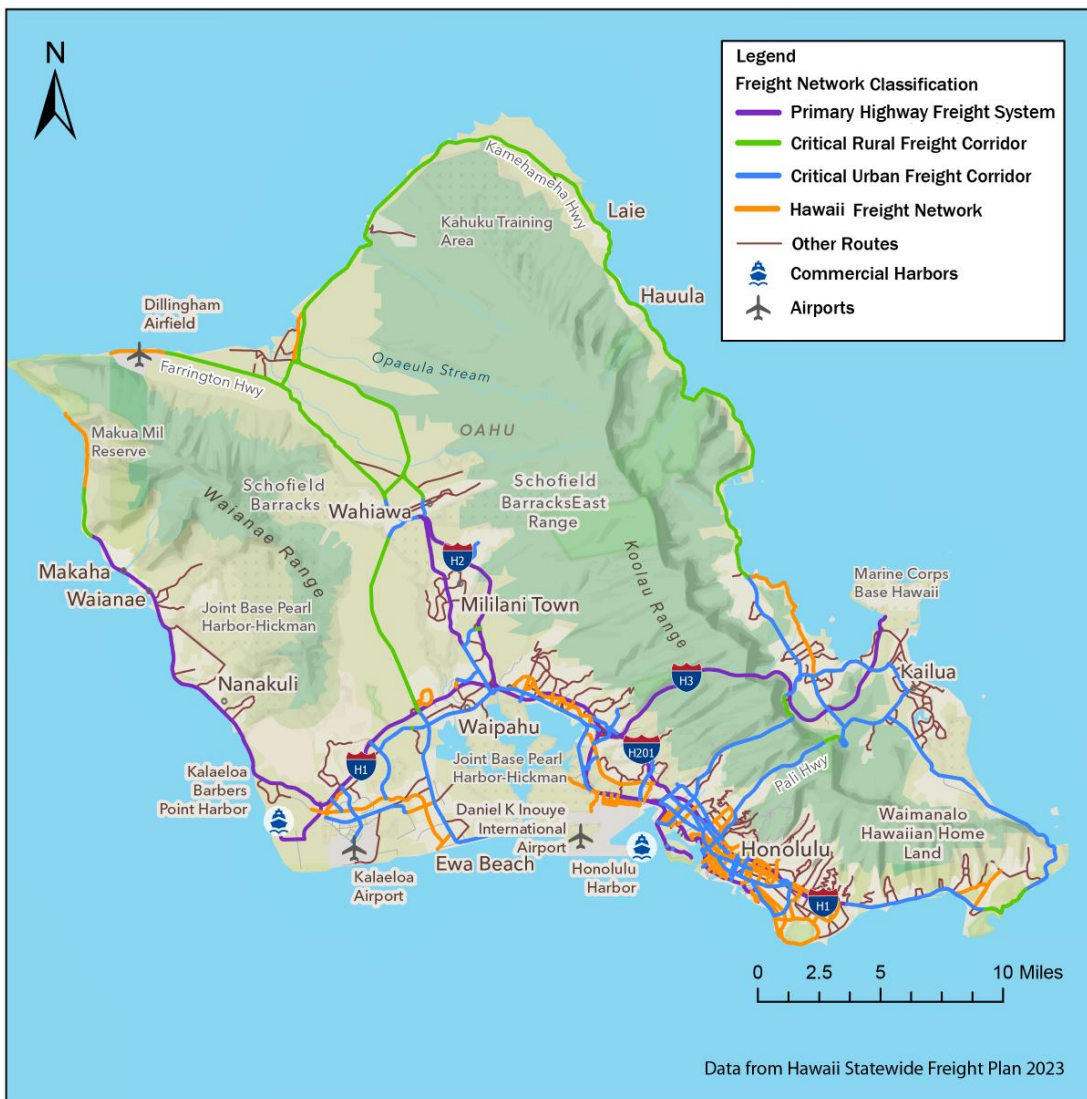 N
Legend
Freight Network Classification
Primary Highway Freight System
Critical Rural Freight Corridor
Critical Urban Freight Corridor
Hawaii Freight Network
Other Routes
Commercial Harbors
Airports
Kamehameha Hwy
Laie
Kahuku Training
Area
Hauula
Dillingham
Airfield
Farrington Hwy
Opaeula Stream
OAHU
Makua Mil
Reserve
Schofield
Barracks
Wahiawa
Schofield
BarracksEast
Range
Waianae Range
Koolau Range
H2
Makaha
Waianae
Joint Base Pearl
Harbor-Hickman
Mililani Town
Marine Corps
Base Hawaii
Nanakuli
H3
Kailua
Waipahu
H201
H1
Joint Base Pearl
Harbor-Hickman
Pali Hwy
Kalaeloa
Barbers
Point Harbor
Daniel K Inouye
International
Airport
Waimanalo
Hawaiian Home
Land
Ewa Beach
Honolulu
Kalaeloa
Airport
Honolulu
Harbor
H1
0 2.5 5 10 Miles
Data from Hawaii Statewide Freight Plan 2023